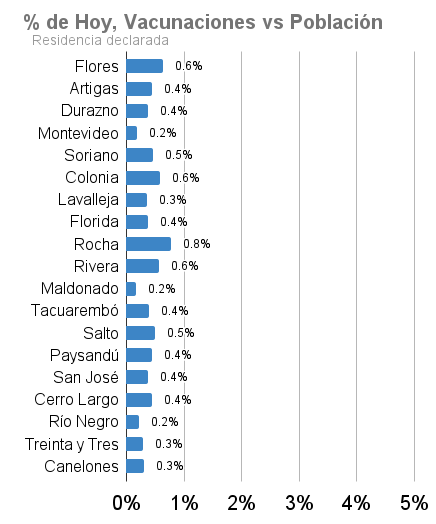 % de Hoy, Vacunaciones vs Población
Residencia declarada
Flores 0.6%
Artigas 0.4%
Durazno 0.4%
Montevideo 0.2%
Soriano 0.5%
Colonia 0.6%
Lavalleja 0.3%
Florida 0.4%
Rocha 0.8%
Rivera 0.6%
Maldonado 0.2%
Tacuarembó 0.4%
Salto 0.5%
Paysandú 0.4%
San José 0.4%
Cerro Largo 0.4%
Río Negro 0.2%
Treinta y Tres 0.3%
Canelones 0.3%
0% 1% 2% 3% 4% 5%